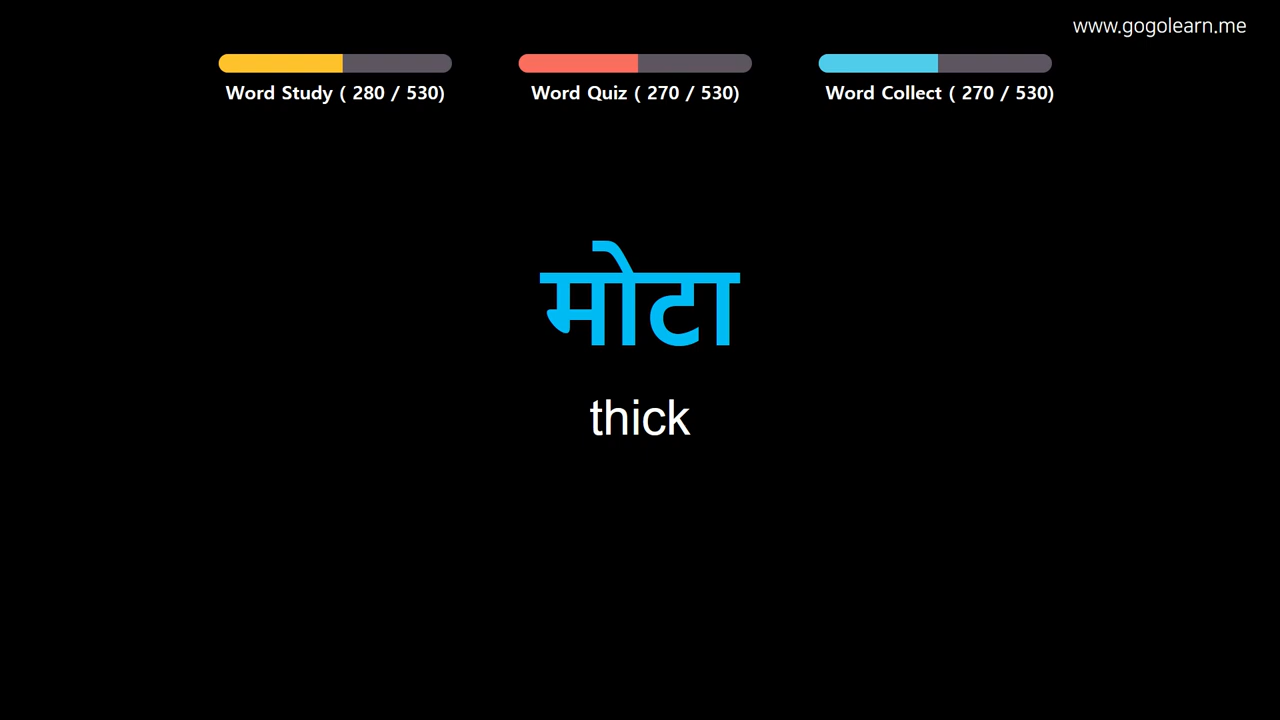 www.gogolearn.me
Word Study ( 280 / 530)
Word Quiz ( 270 / 530)
Word Collect ( 270 / 530)
मोटा
thick